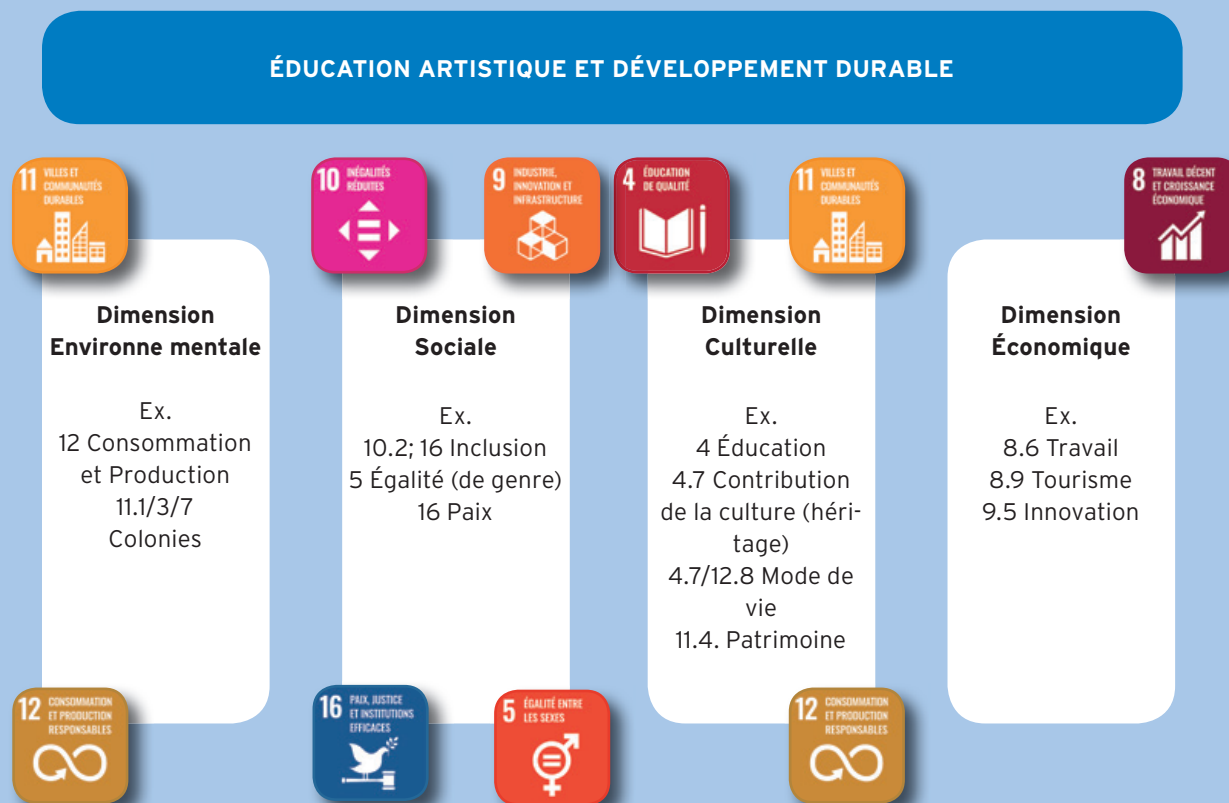 ÉDUCATION ARTISTIQUE ET DÉVELOPPEMENT DURABLE
11 VILLES ET
COMMUNAUTÉS
DURABLES
10 INÉGALITÉS
RÉDUITES
9 INDUSTRIE,
INNOVATION ET
INFRASTRUCTURE
4 ÉDUCATION
DE QUALITÉ
11 VILLES ET
COMMUNAUTÉS
DURABLES
8 TRAVAIL DÉCENT
ET CROISSANCE
ÉCONOMIQUE
Dimension
Environne mentale
Ex.
12 Consommation
et Production
11.1/3/7
Colonies
Dimension
Sociale
Ex.
10.2; 16 Inclusion
5 Égalité (de genre)
16 Paix
Dimension
Culturelle
Ex.
4 Éducation
4.7 Contribution
de la culture (héri-
tage)
4.7/12.8 Mode de
vie
11.4. Patrimoine
Dimension
Économique
Ex.
8.6 Travail
8.9 Tourisme
9.5 Innovation
12 CONSOMMATION
ET PRODUCTION
RESPONSABLES
16 PAIX, JUSTICE
ET INSTITUTIONS
EFFICACES
5 ÉGALITÉ ENTRE
LES SEXES
12 CONSOMMATION
ET PRODUCTION
RESPONSABLES